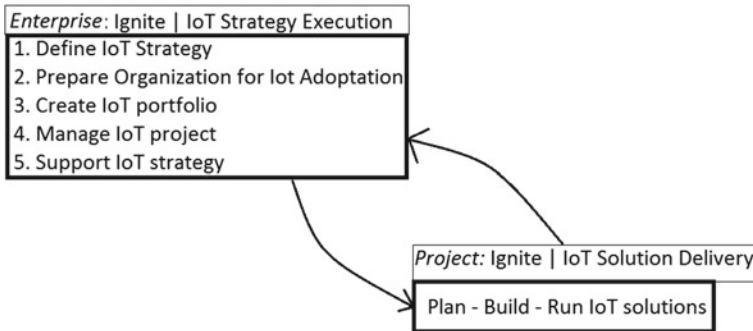 Enterprise: Ignite | IoT Strategy Execution
1. Define IoT Strategy
2. Prepare Organization for Iot Adoptation
3. Create IoT portfolio
4. Manage IoT project
5. Support IoT strategy
Project: Ignite | IoT Solution Delivery
Plan - Build - Run IoT solutions